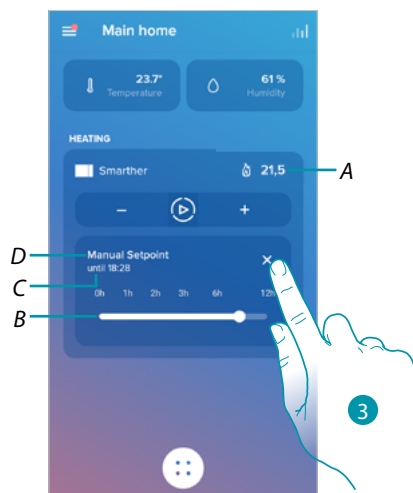 Main home
23.7°
Temperature
61 %
Humidity
HEATING
Smarther
21,5
A
− +
D
Manual Setpoint
×
until 18:28
C
0h 1h 2h 3h 6h 12h
B
3